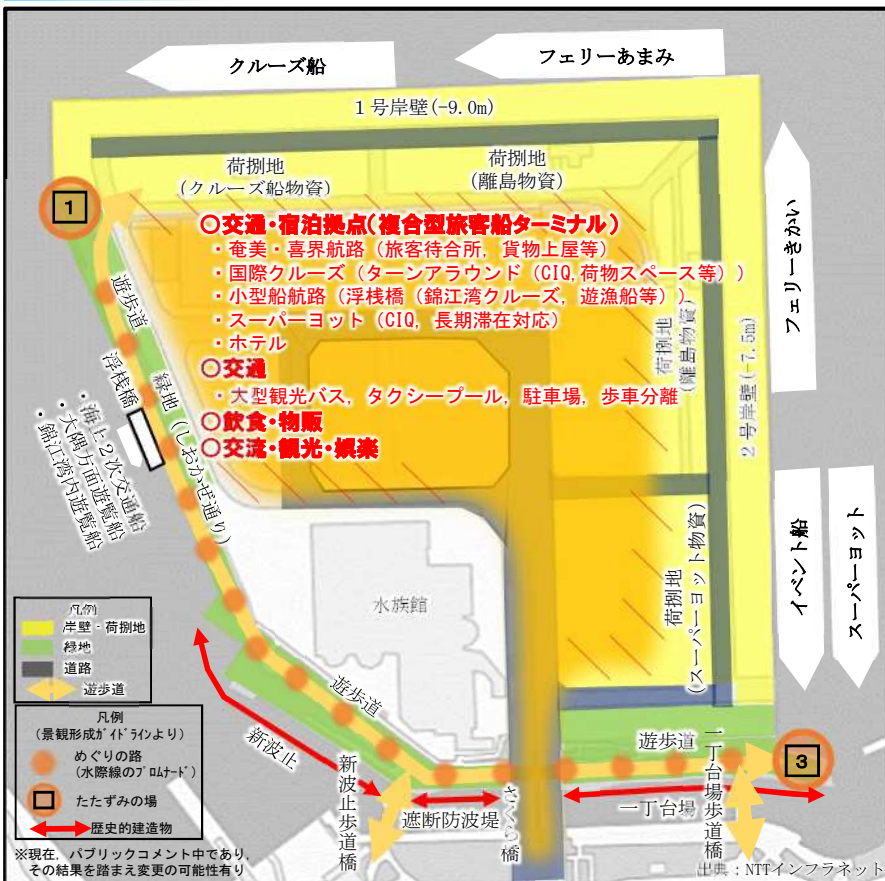 クルーズ船
フェリーあまみ
1号岸壁(-9.0m)
荷捌地
(クルーズ船物資)
荷捌地
(離島物資)
1
〇交通・宿泊拠点(複合型旅客船ターミナル)
・奄美・喜界航路(旅客待合所,貨物上屋等)
・国際クルーズ(ターンアラウンド(CIQ,荷物スペース等))
・小型船航路(浮桟橋(錦江湾クルーズ,遊漁船等))
・スーパーヨット(CIQ,長期滞在対応)
・ホテル
〇交通
・大型観光バス,タクシープール,駐車場,歩車分離
〇飲食・物販
〇交流・観光・娯楽
フェリーきかい
荷捌地
(離島物資)
2号岸壁(-7.5m)
遊歩道
浮桟橋
緑地(しおかぜ通り)
・海上2次交通船
・大隅方面遊覧船
・錦江湾内遊覧船
水族館
荷捌地
(スーパーヨット物資)
イベント船
スーパーヨット
凡例
岸壁・荷捌地
緑地
道路
遊歩道
凡例
(景観形成ガイドラインより)
めぐりの路
(水際線のプロムナード)
たたずみの場
歴史的建造物
遊歩道
新波止
新波止歩道橋
遮断防波堤
さくら橋
遊歩道
一丁台場
一丁台場歩道橋
3
※現在,パブリックコメント中であり,
その結果を踏まえ変更の可能性有り
出典:NTTインフラネット